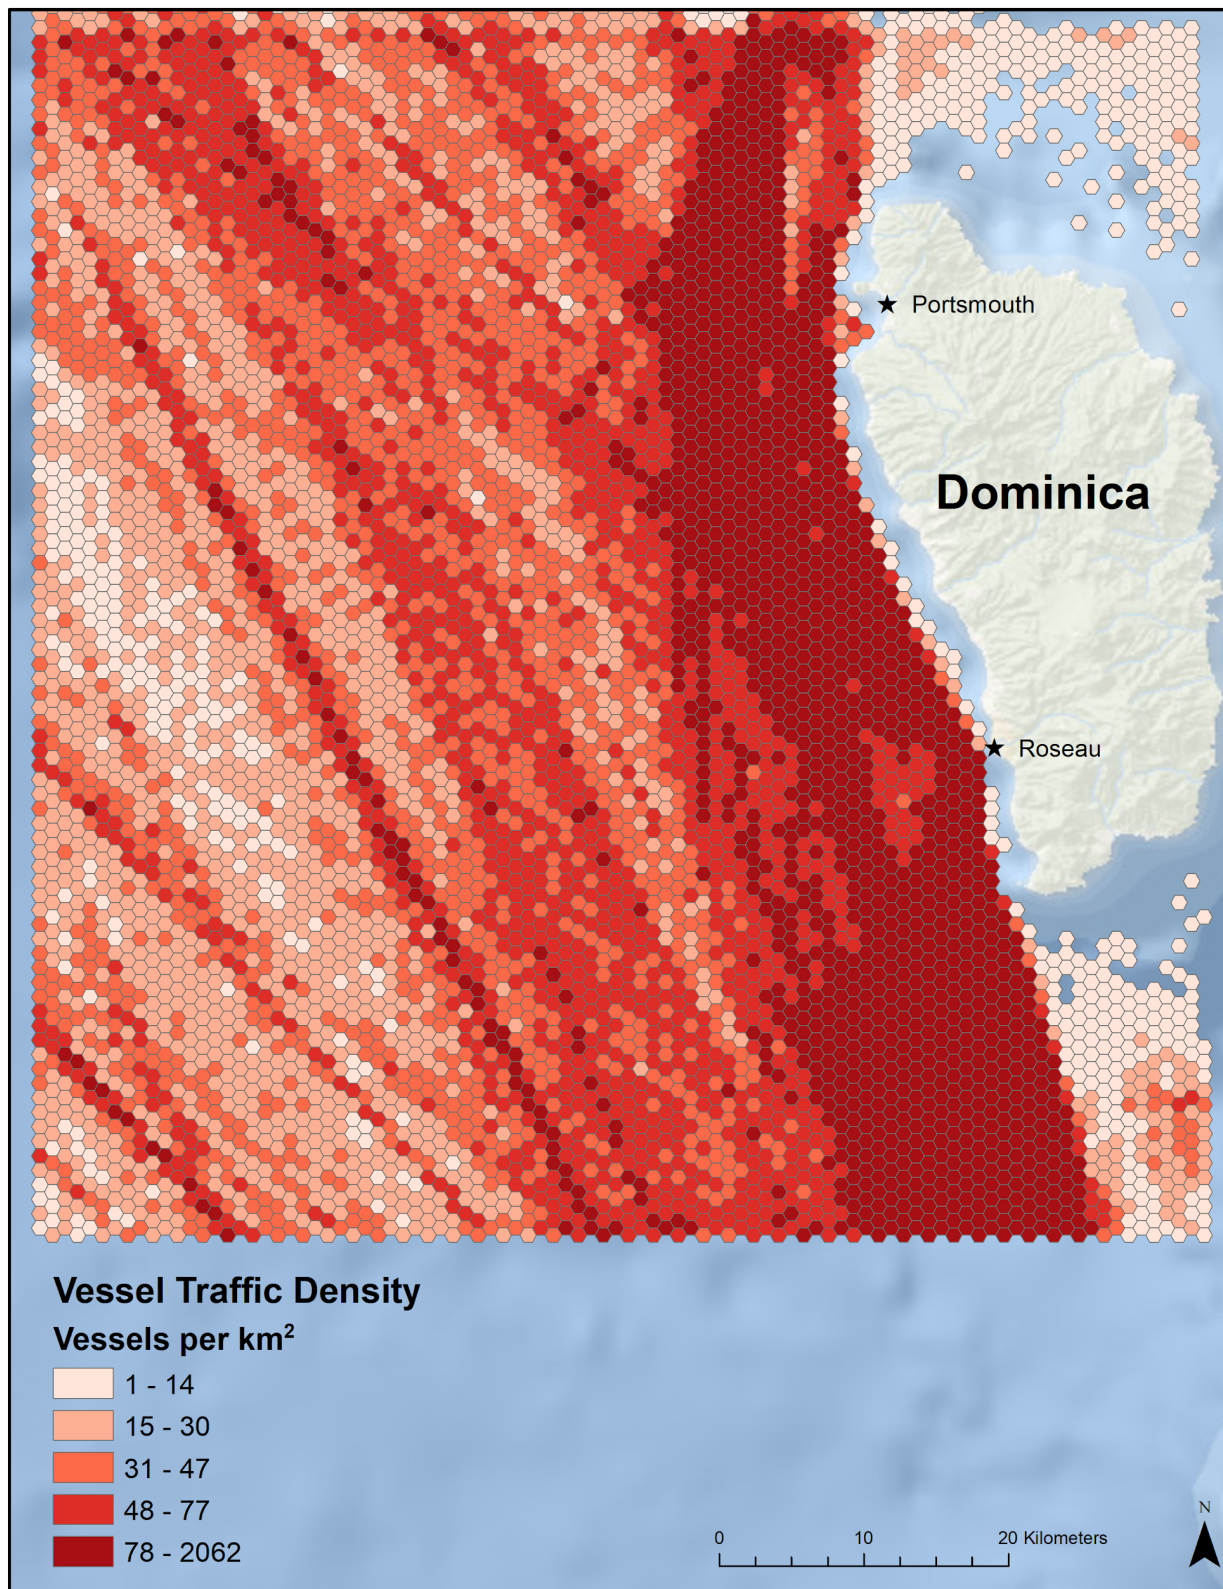 Portsmouth
Dominica
Roseau
Vessel Traffic Density
Vessels per km²
1 - 14
15 - 30
31 - 47
48 - 77
78 - 2062
0 10 20 Kilometers
N